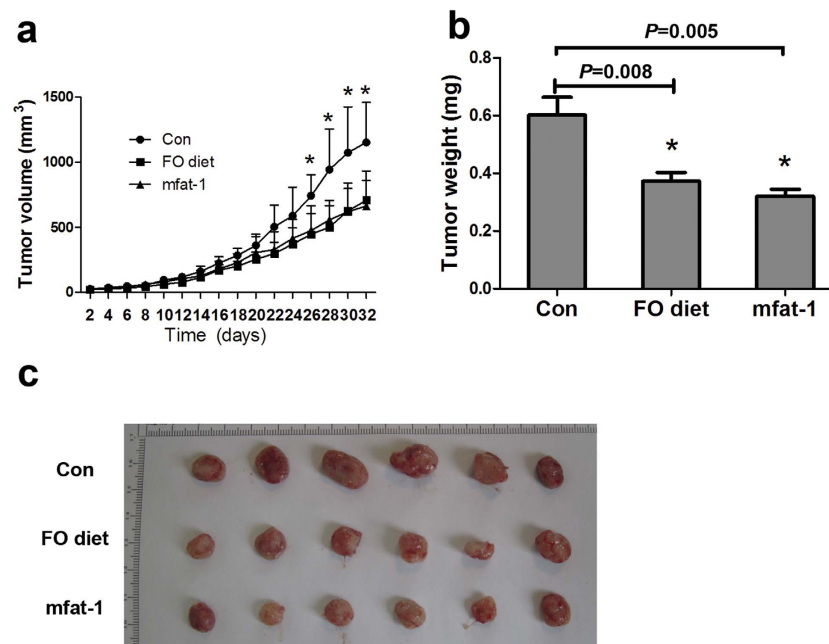 a
Tumor volume (mm³)
1500
1000
500
0
Con
FO diet
mfat-1
* * * *
2 4 6 8 10 12 14 16 18 20 22 24 26 28 30 32
Time (days)
b
Tumor weight (mg)
0.8
0.6
0.4
0.2
0.0
P=0.005
P=0.008
*
*
Con FO diet mfat-1
c
Con
FO diet
mfat-1